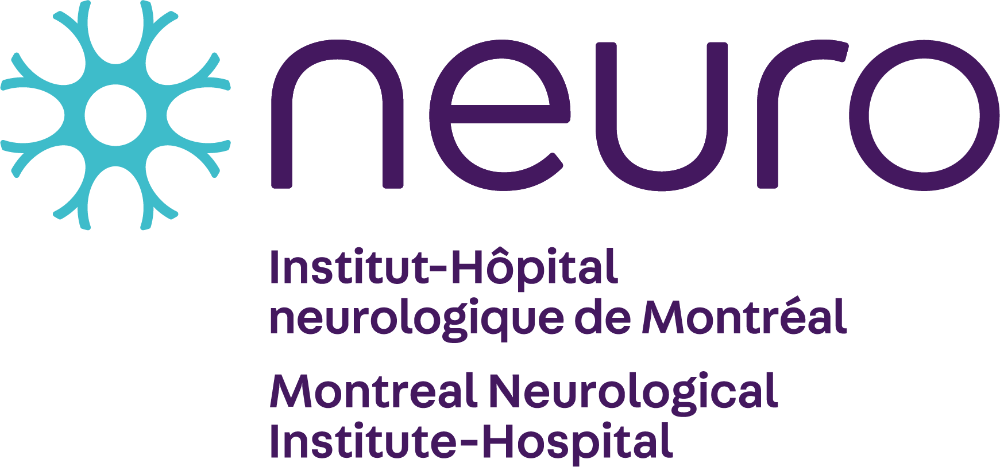 neuro
Institut-Hôpital
neurologique de Montréal
Montreal Neurological
Institute-Hospital